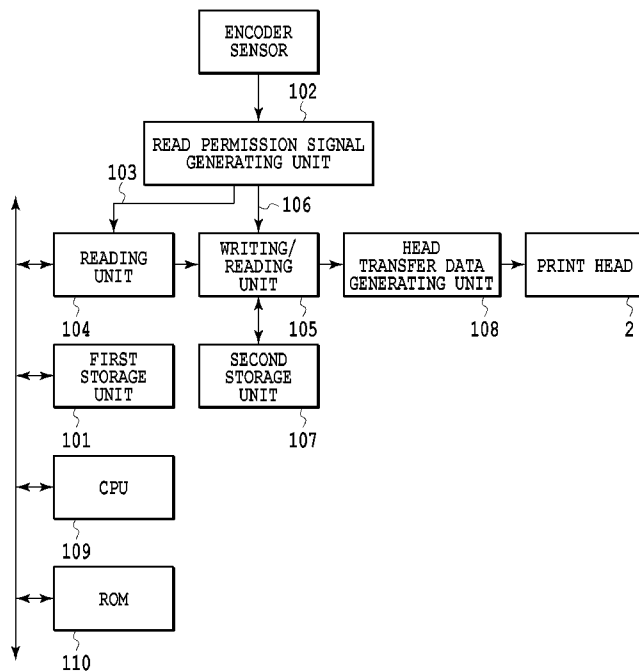 ENCODER
SENSOR
102
READ PERMISSION SIGNAL
GENERATING UNIT
103
106
READING
UNIT
WRITING/
READING UNIT
HEAD
TRANSFER DATA
GENERATING UNIT
PRINT HEAD
104
105
108
2
FIRST
STORAGE
UNIT
SECOND
STORAGE
UNIT
101
107
CPU
109
ROM
110